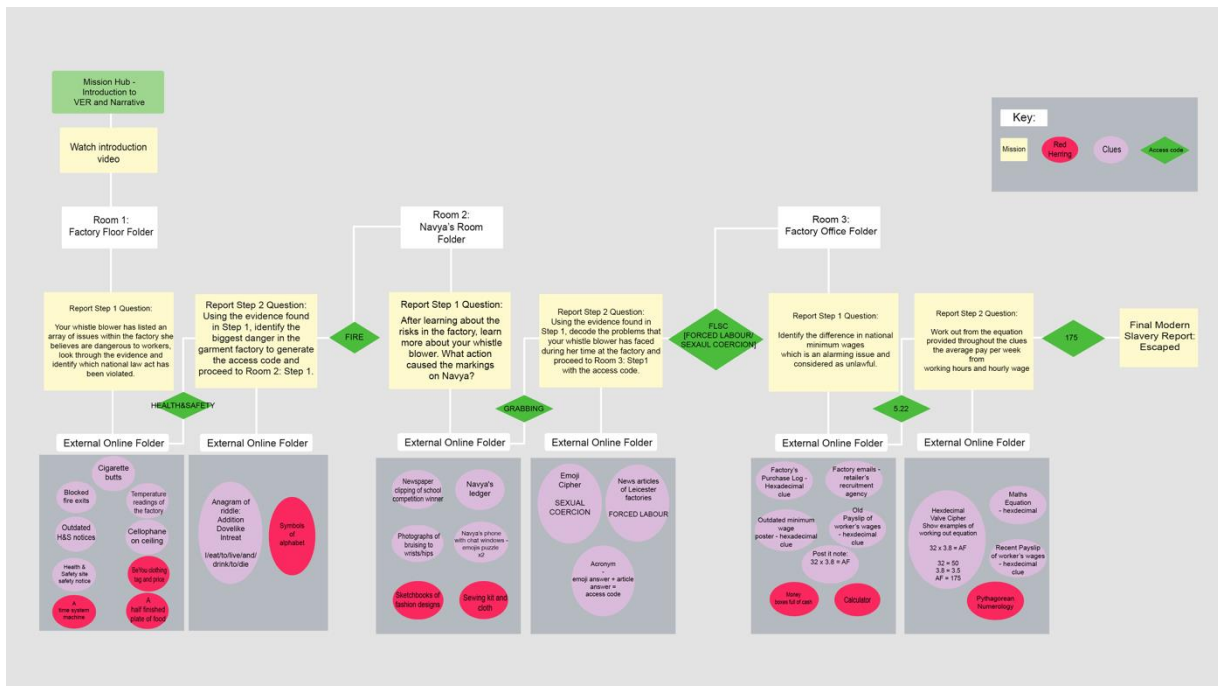 Mission Hub -
Introduction to
VER and Narrative
Watch introduction
video
Key:
Mission
Red
Herring
Clues
Access code
Room 1:
Factory Floor Folder
Room 2:
Navya's Room
Folder
Room 3:
Factory Office Folder
Report Step 1 Question:
Your whistle blower has listed an
array of issues within the factory she
believes are dangerous to workers,
look through the evidence and
identify which national law act has
been violated.
HEALTH&SAFETY
Report Step 2 Question:
Using the evidence found
in Step 1, identify the
biggest danger in the
garment factory to generate
the access code and
proceed to Room 2: Step 1.
FIRE
Report Step 1 Question:
After learning about the
risks in the factory, learn
more about your whistle
blower. What action
caused the markings
on Navya?
GRABBING
Report Step 2 Question:
Using the evidence found in
Step 1, decode the problems that
your whistle blower has faced
during her time at the factory and
proceed to Room 3: Step1
with the access code.
FLSC
[FORCED LABOUR/
SEXAUL COERCION]
Report Step 1 Question:
Identify the difference in national
minimum wages
which is an alarming issue and
considered as unlawful.
5.22
Report Step 2 Question:
Work out from the equation
provided throughout the clues
the average pay per week
from
working hours and hourly wage
175
Final Modern
Slavery Report:
Escaped
External Online Folder
Cigarette
butts
Blocked
fire exits
Temperature
readings of
the factory
Outdated
H&S notices
Cellophane
on ceiling
Health &
Safety site
safety notice
SeYou clothing
tag and price
A
time system
machine
A
half finished
plate of food
External Online Folder
Anagram of
riddle:
Addition
Dovelike
Intreat
I/eat/to/live/and/
drink/to/die
Symbols
of
alphabet
External Online Folder
Newspaper
clipping of school
competition winner
Navya's
ledger
Photographs of
bruising to
wrists/hips
Navya's phone
with chat windows –
emojis puzzle
x2
Sketchbooks of
fashion designs
Sewing kit and
cloth
External Online Folder
Emoji
Cipher
SEXUAL
COERCION
News articles
of Leicester
factories
FORCED LABOUR
Acronym
-
emoji answer + article
answer =
access code
External Online Folder
Factory's
Purchase Log -
Hexadecimal
clue
Factory emails -
retailer's
recruitment
agency
Outdated minimum
wage
poster - hexadecimal
clue
Old
Payslip of
worker's wages
- hexadecimal
clue
Post it note:
32 x 3.8 = AF
Money
boxes full of cash
Calculator
External Online Folder
Hexdecimal
Valve Cipher
Show examples of
working out equation
32 x 3.8 = AF
32 = 50
3.8 = 3.5
AF = 175
Maths
Equation
- hexdecimal
Recent Payslip
of worker's wages
- hexadecimal
clue
Pythagorean
Numerology